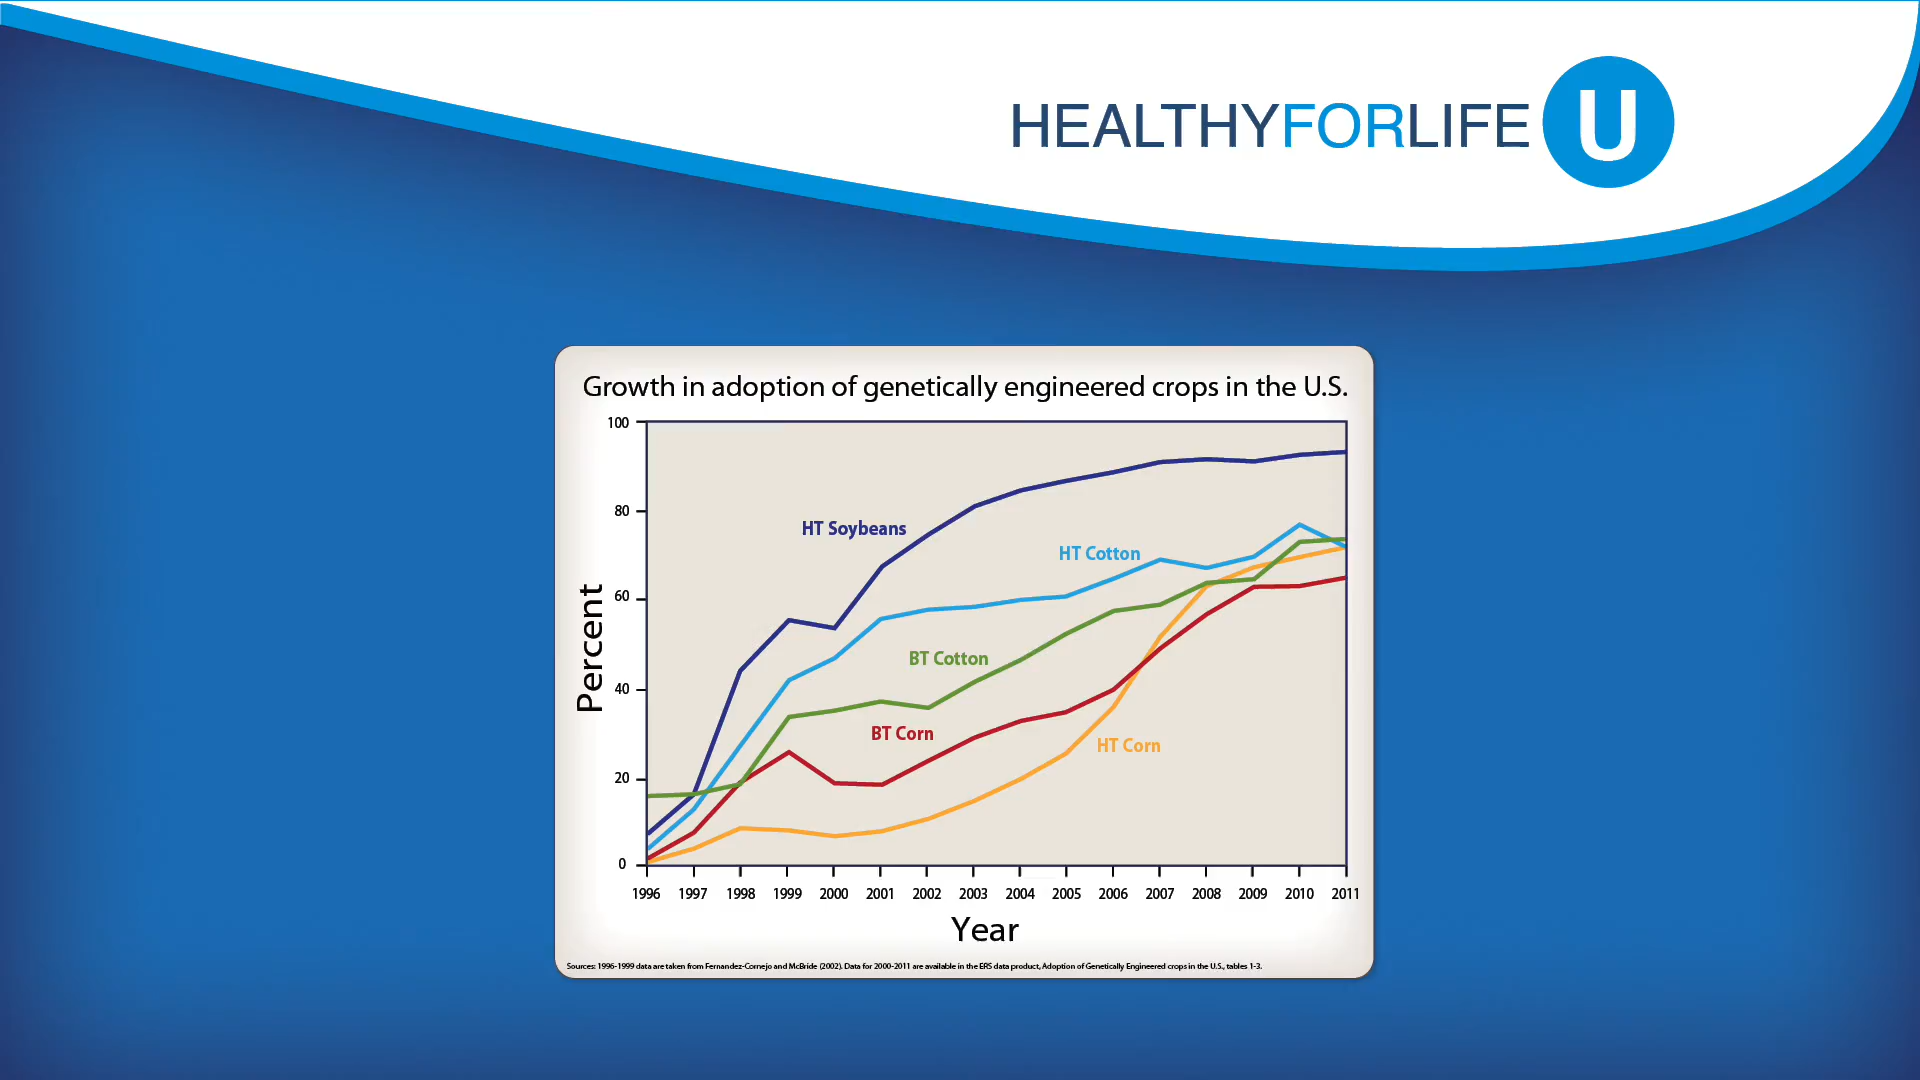 HEALTHYFORLIFE U
Growth in adoption of genetically engineered crops in the U.S.
100
80
60
40
20
0
Percent
HT Soybeans
HT Cotton
BT Cotton
BT Corn
HT Corn
1996 1997 1998 1999 2000 2001 2002 2003 2004 2005 2006 2007 2008 2009 2010 2011
Year
Sources: 1996-1999 data are taken from Fernandez-Cornejo and McBride (2002). Data for 2000-2011 are available in the ERS data product, Adoption of Genetically Engineered crops in the U.S., tables 1-3.